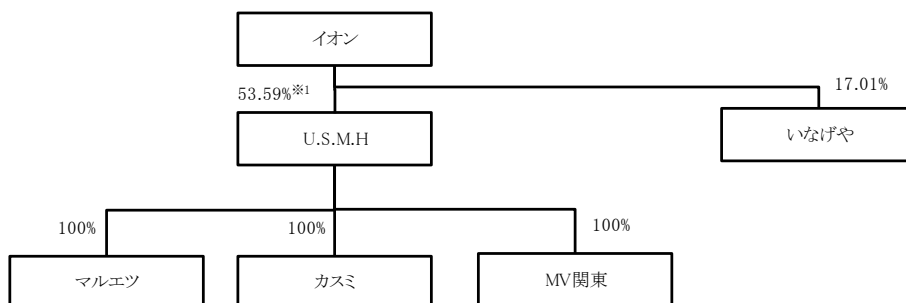 イオン
53.59%※1
17.01%
U.S.M.H
いなげや
100%
100%
100%
マルエツ
カスミ
MV関東